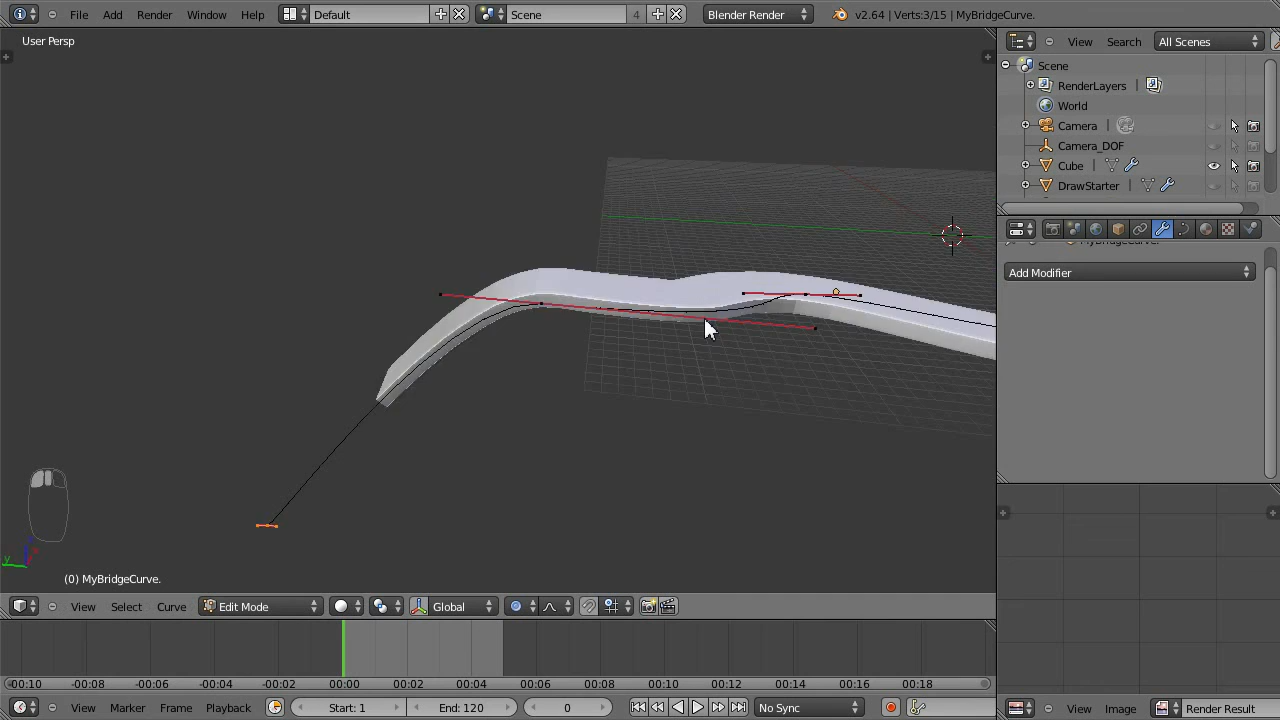 File Add Render Window Help Default Scene 4 Blender Render v2.64 | Verts:3/15 | MyBridgeCurve.
User Persp
View Search All Scenes
Scene
RenderLayers |
World
Camera |
Camera_DOF
Cube |
DrawStarter |
Add Modifier
y
(0) MyBridgeCurve.
View Select Curve Edit Mode Global
-00:10 -00:08 -00:06 -00:04 -00:02 00:00 00:02 00:04 00:06 00:08 00:10 00:12 00:14 00:16 00:18
View Marker Frame Playback Start: 1 End: 120 0 No Sync View Image Render Result